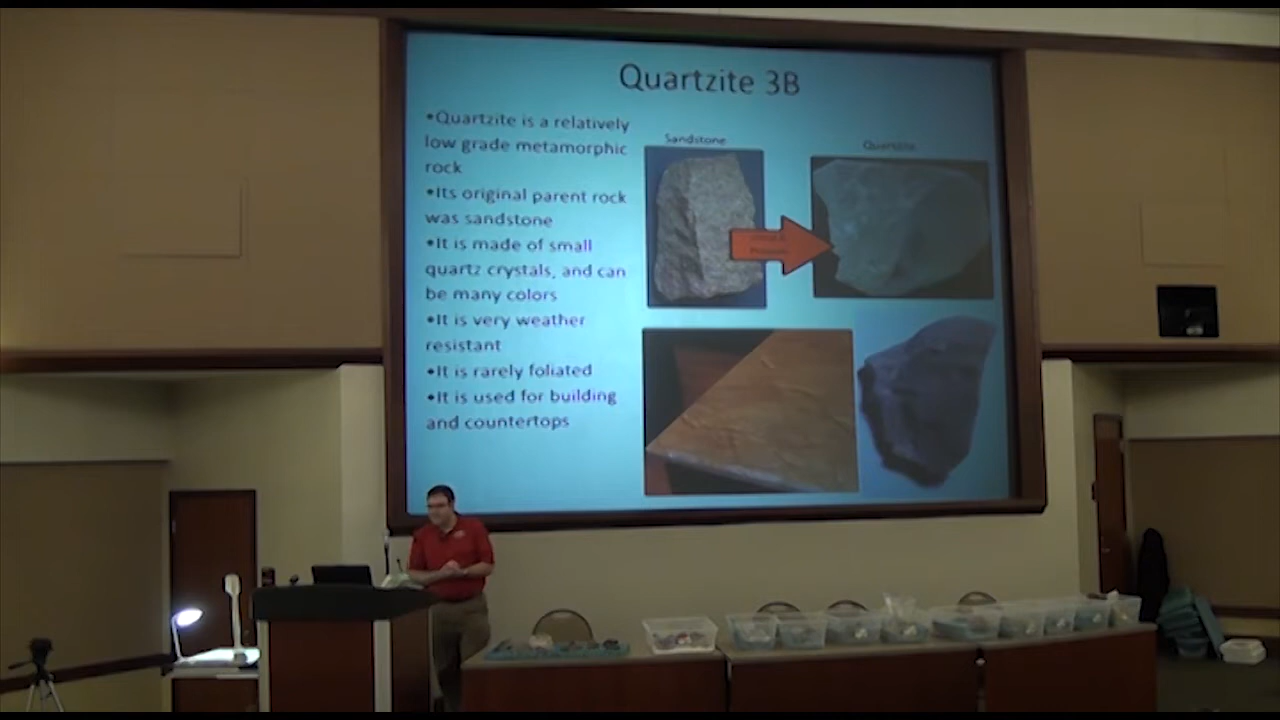 Quartzite 3B
•Quartzite is a relatively
low grade metamorphic
rock
•Its original parent rock
was sandstone
•It is made of small
quartz crystals, and can
be many colors
•It is very weather
resistant
•It is rarely foliated
•It is used for building
and countertops
Sandstone
Quartzite